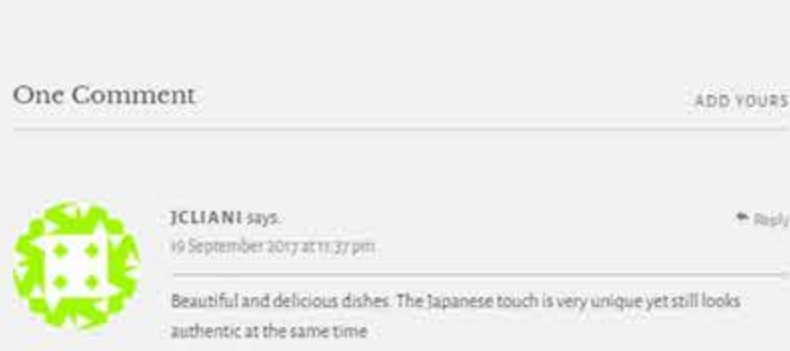 One Comment
ADD YOURS
JCLIANI says.
Reply
19 September 2017 at 11:37 pm
Beautiful and delicious dishes. The Japanese touch is very unique yet still looks
authentic at the same time